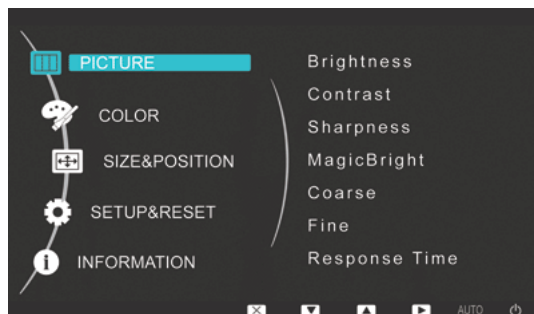 PICTURE
COLOR
SIZE&POSITION
SETUP&RESET
INFORMATION
Brightness
Contrast
Sharpness
MagicBright
Coarse
Fine
Response Time
AUTO